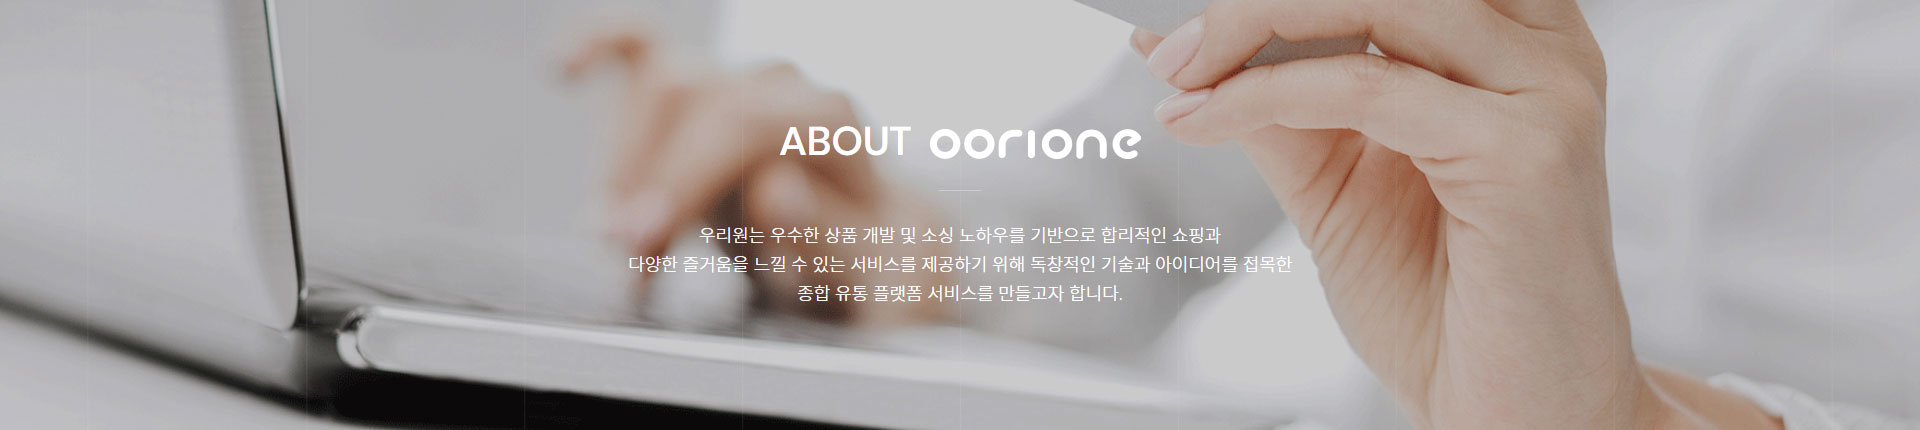 ABOUT oorione
우리원는 우수한 상품 개발 및 소싱 노하우를 기반으로 합리적인 쇼핑과
다양한 즐거움을 느낄 수 있는 서비스를 제공하기 위해 독창적인 기술과 아이디어를 접목한
종합 유통 플랫폼 서비스를 만들고자 합니다.